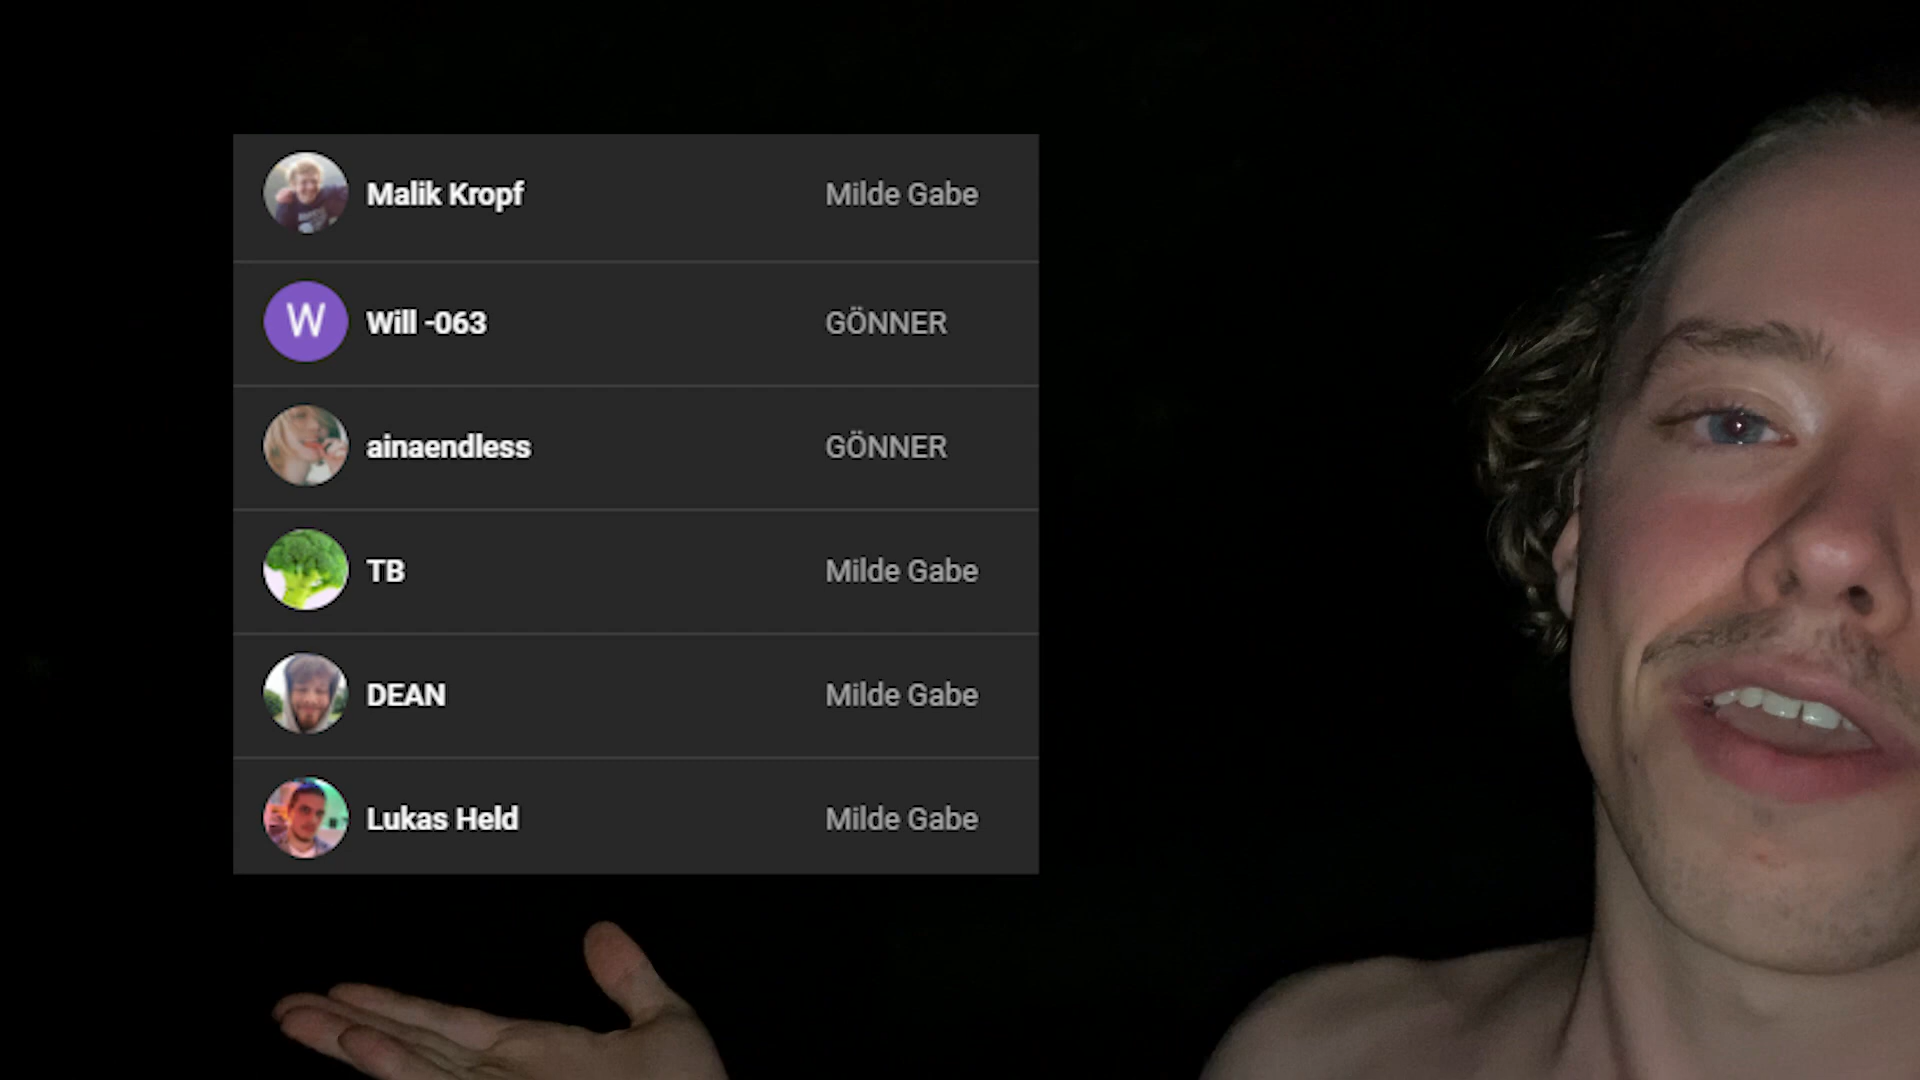 Malik Kropf Milde Gabe
W Will -063 GÖNNER
ainaendless GÖNNER
TB Milde Gabe
DEAN Milde Gabe
Lukas Held Milde Gabe